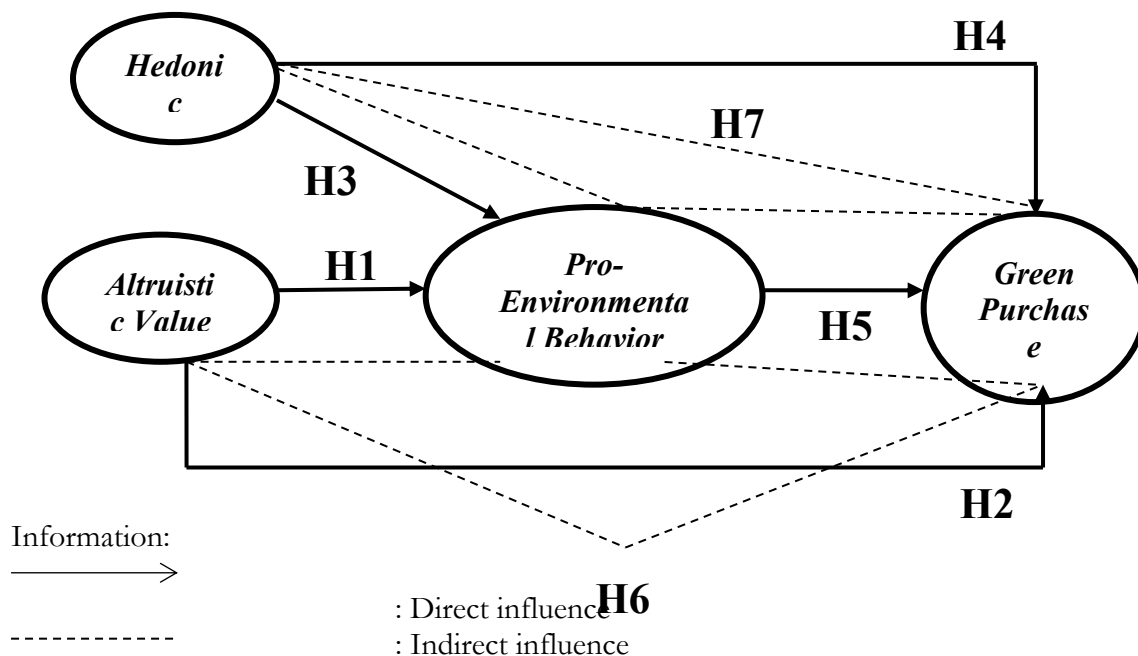 H4
Hedoni
c
H7
H3
Altruisti
c Value
H1
Pro-
Environmenta
l Behavior
H5
Green
Purchas
e
H2
Information:
H6
: Direct influence
: Indirect influence